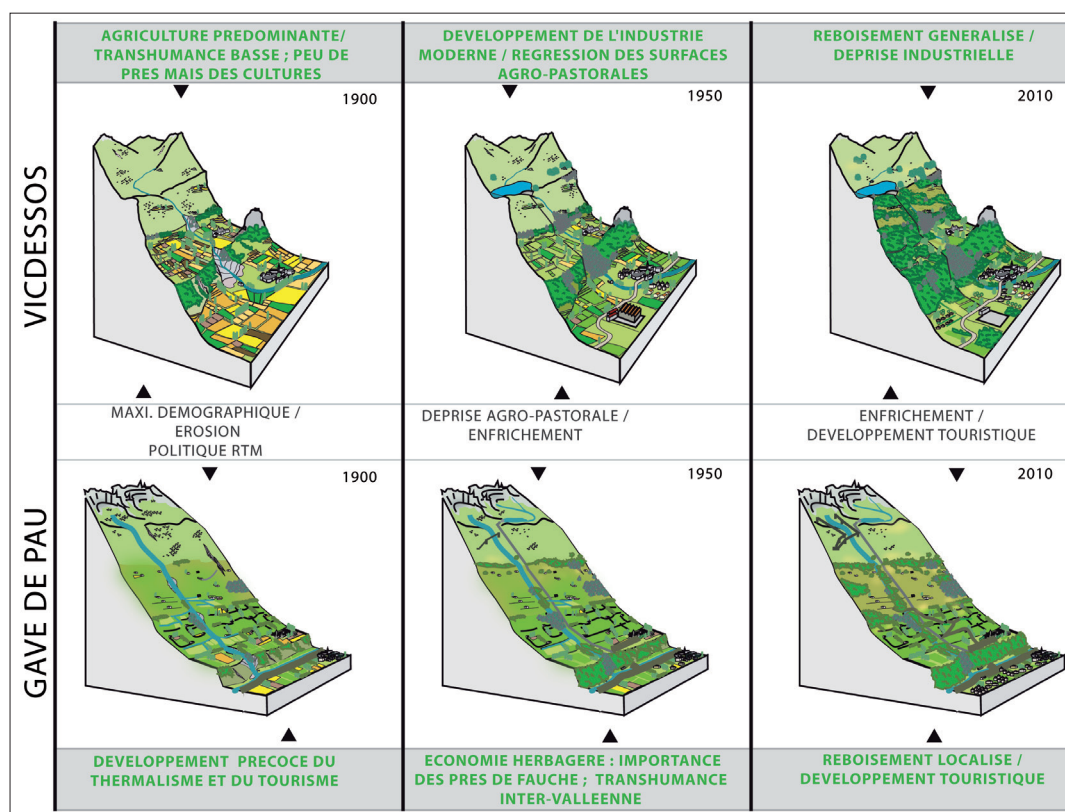 AGRICULTURE PREDOMINANTE/
TRANSHUMANCE BASSE ; PEU DE
PRES MAIS DES CULTURES
DEVELOPPEMENT DE L'INDUSTRIE
MODERNE / REGRESSION DES SURFACES
AGRO-PASTORALES
REBOISEMENT GENERALISE /
DEPRISE INDUSTRIELLE
VICDESSOS
1900
1950
2010
MAXI. DEMOGRAPHIQUE /
EROSION
POLITIQUE RTM
DEPRISE AGRO-PASTORALE /
ENFRICHEMENT
ENFRICHEMENT /
DEVELOPPEMENT TOURISTIQUE
GAVE DE PAU
1900
1950
2010
DEVELOPPEMENT PRECOCE DU
THERMALISME ET DU TOURISME
ECONOMIE HERBAGERE : IMPORTANCE
DES PRES DE FAUCHE ; TRANSHUMANCE
INTER-VALLEENNE
REBOISEMENT LOCALISE /
DEVELOPPEMENT TOURISTIQUE